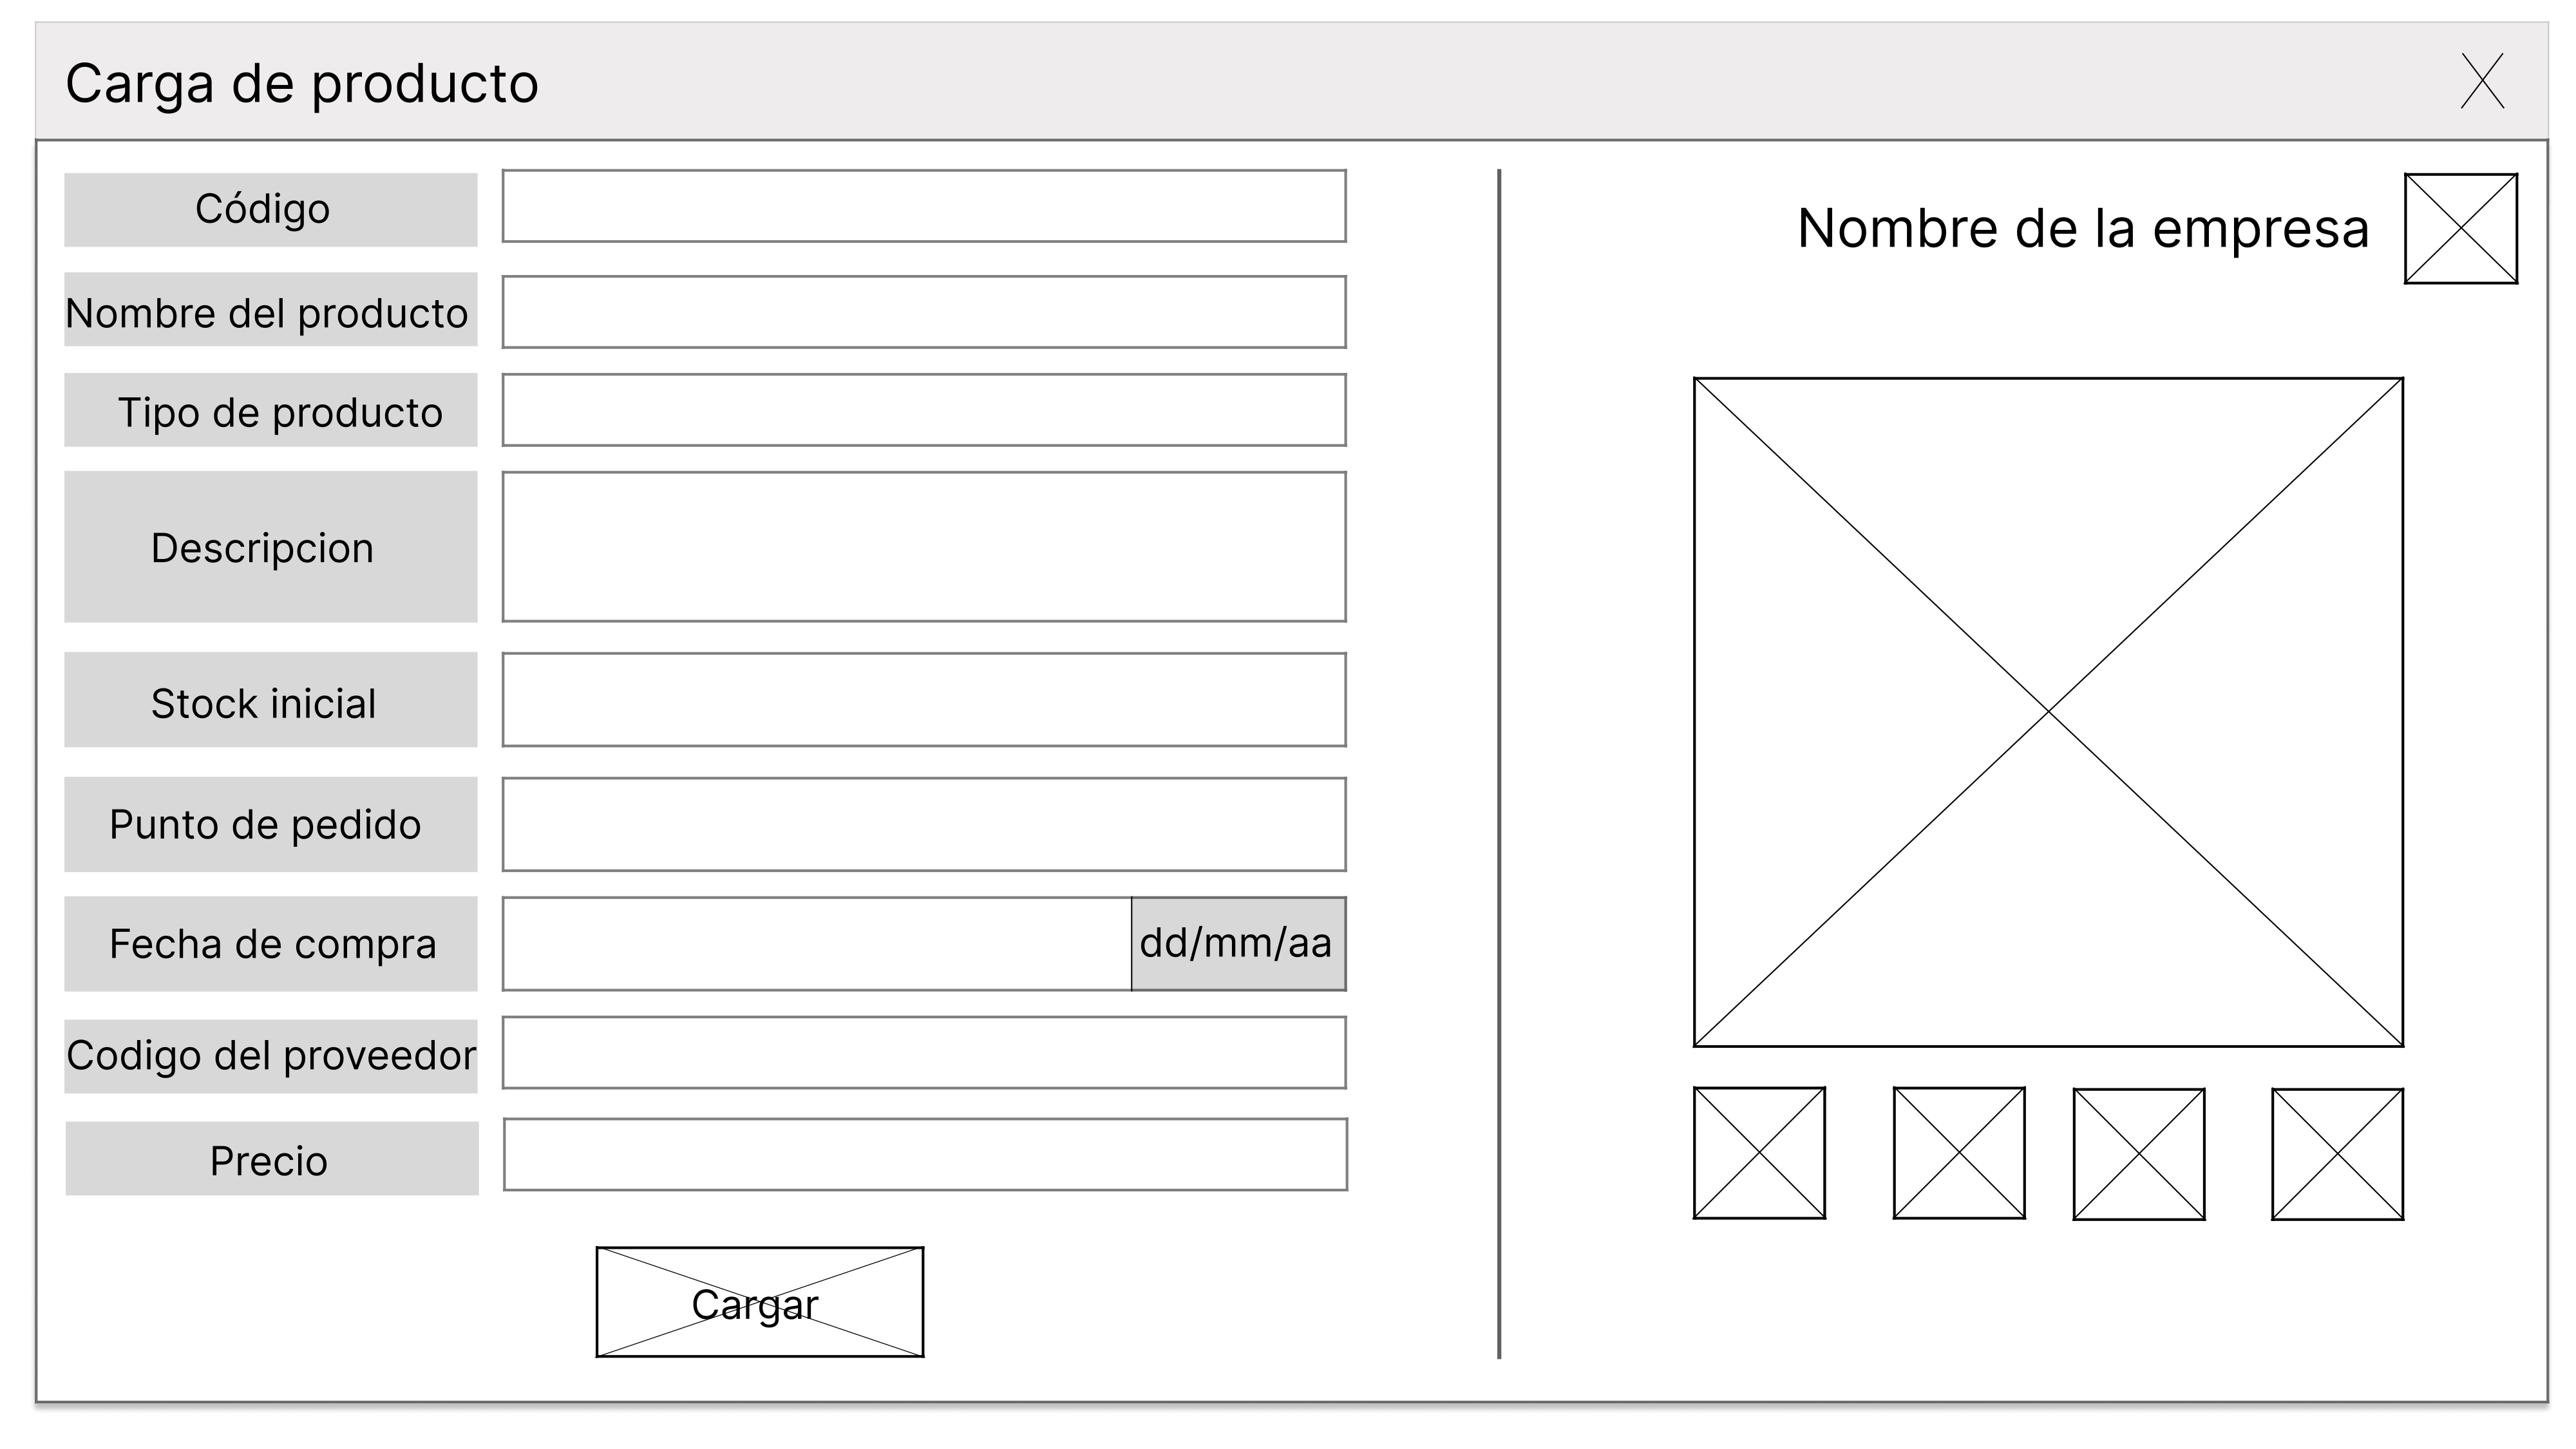 Carga de producto
Código
Nombre del producto
Tipo de producto
Descripcion
Stock inicial
Punto de pedido
Fecha de compra
dd/mm/aa
Codigo del proveedor
Precio
Cargar
Nombre de la empresa